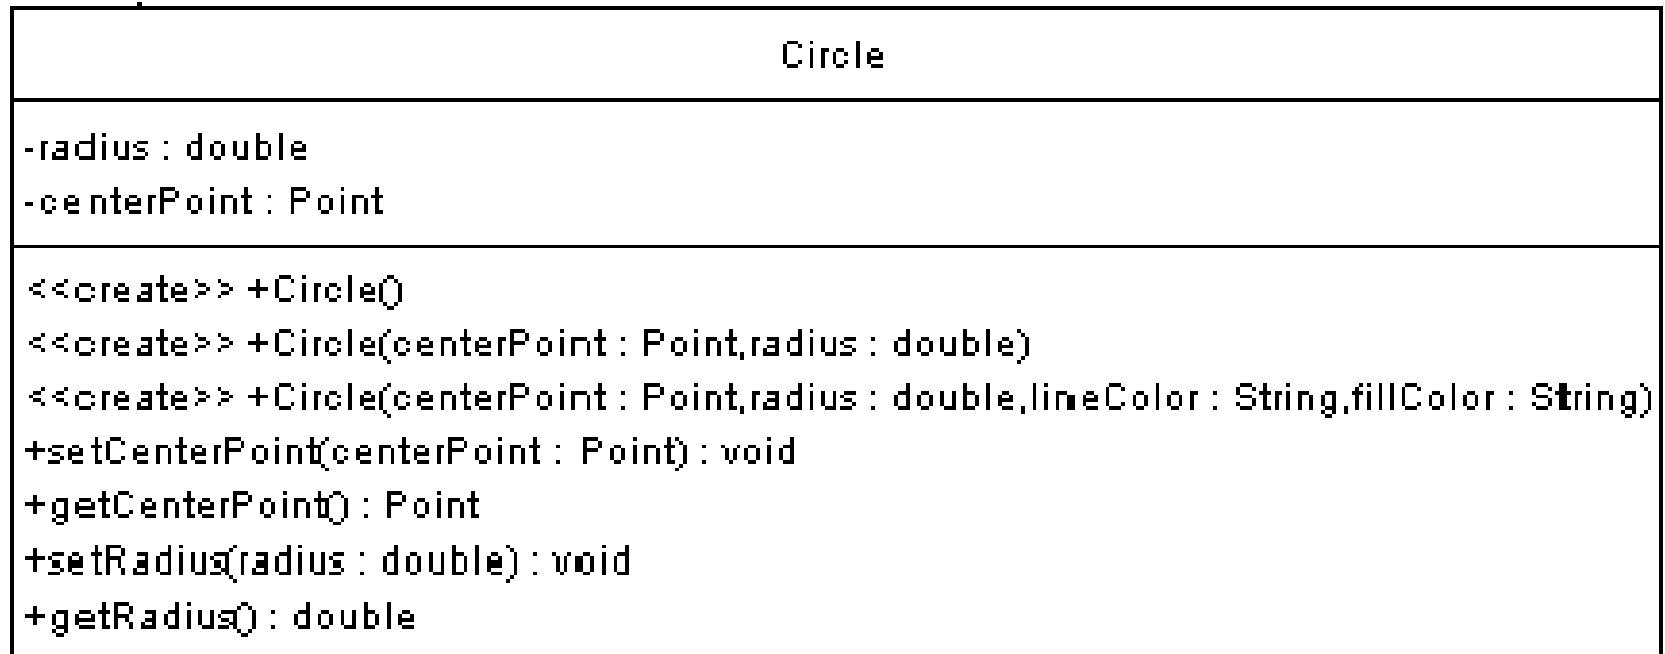 Circle
-radius : double
-centerPoint : Point
<<create>> +Circle()
<<create>> +Circle(centerPoint : Point,radius : double)
<<create>> +Circle(centerPoint : Point,radius : double,lineColor : String,fillColor : String)
+setCenterPoint(centerPoint : Point) : void
+getCenterPoint() : Point
+setRadius(radius : double) : void
+getRadius() : double